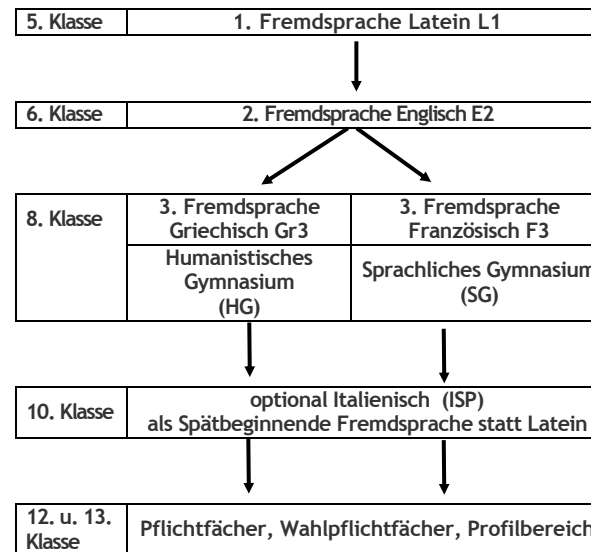 5. Klasse
1. Fremdsprache Latein L1
6. Klasse
2. Fremdsprache Englisch E2
8. Klasse
3. Fremdsprache
Griechisch Gr3
3. Fremdsprache
Französisch F3
Humanistisches
Gymnasium
(HG)
Sprachliches Gymnasium
(SG)
10. Klasse
optional Italienisch (ISP)
als Spätbeginnende Fremdsprache statt Latein
12. u. 13.
Klasse
Pflichtfächer, Wahlpflichtfächer, Profilbereich